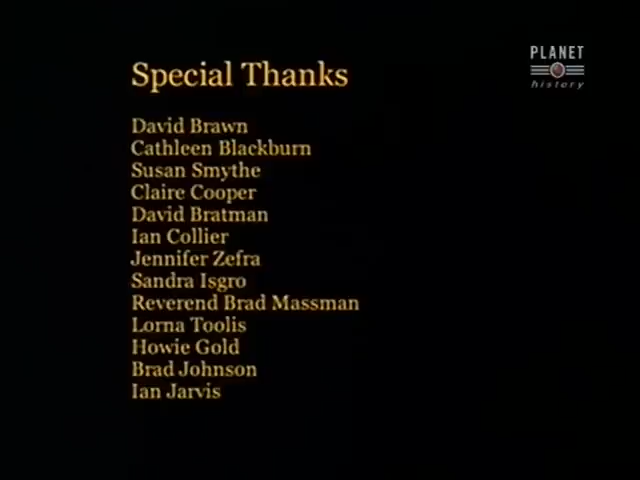 Special Thanks
PLANET
history
David Brawn
Cathleen Blackburn
Susan Smythe
Claire Cooper
David Bratman
Ian Collier
Jennifer Zefra
Sandra Isgro
Reverend Brad Massman
Lorna Toolis
Howie Gold
Brad Johnson
Ian Jarvis